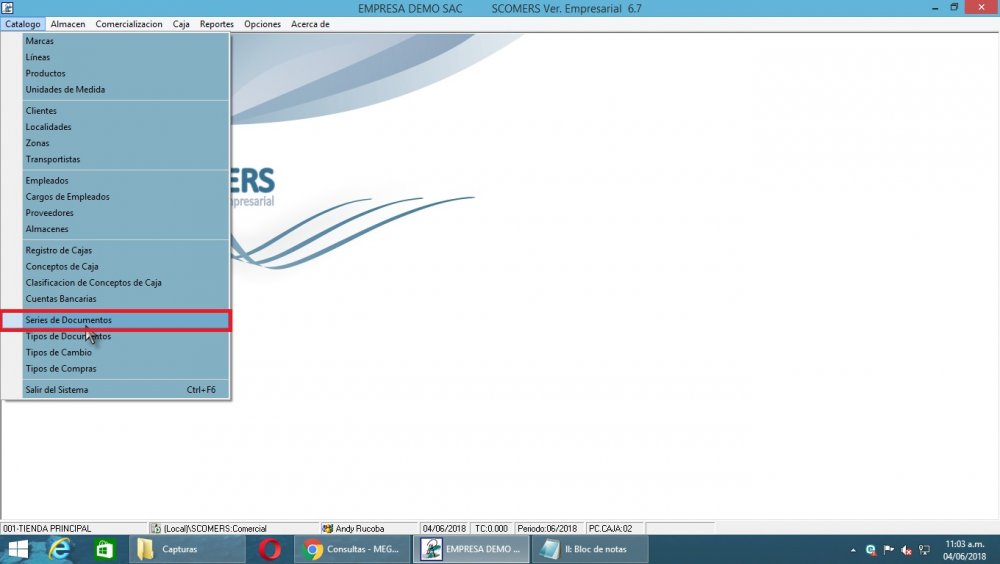 EMPRESA DEMO SAC SCOMERS Ver. Empresarial 6.7
Catalogo Almacen Comercializacion Caja Reportes Opciones Acerca de
Marcas
Líneas
Productos
Unidades de Medida
Clientes
Localidades
Zonas
Transportistas
Empleados
Cargos de Empleados
Proveedores
Almacenes
Registro de Cajas
Conceptos de Caja
Clasificacion de Conceptos de Caja
Cuentas Bancarias
Series de Documentos
Tipos de Documentos
Tipos de Cambio
Tipos de Compras
Salir del Sistema Ctrl+F6
ERS
presarial
001-TIENDA PRINCIPAL (Local)\SCOMERS:Comercial Andy Rucoba 04/06/2018 TC:0.000 Periodo:06/2018 PC.CAJA:02
Capturas Consultas - MEG... EMPRESA DEMO ... II: Bloc de notas 11:03 a.m.
04/06/2018